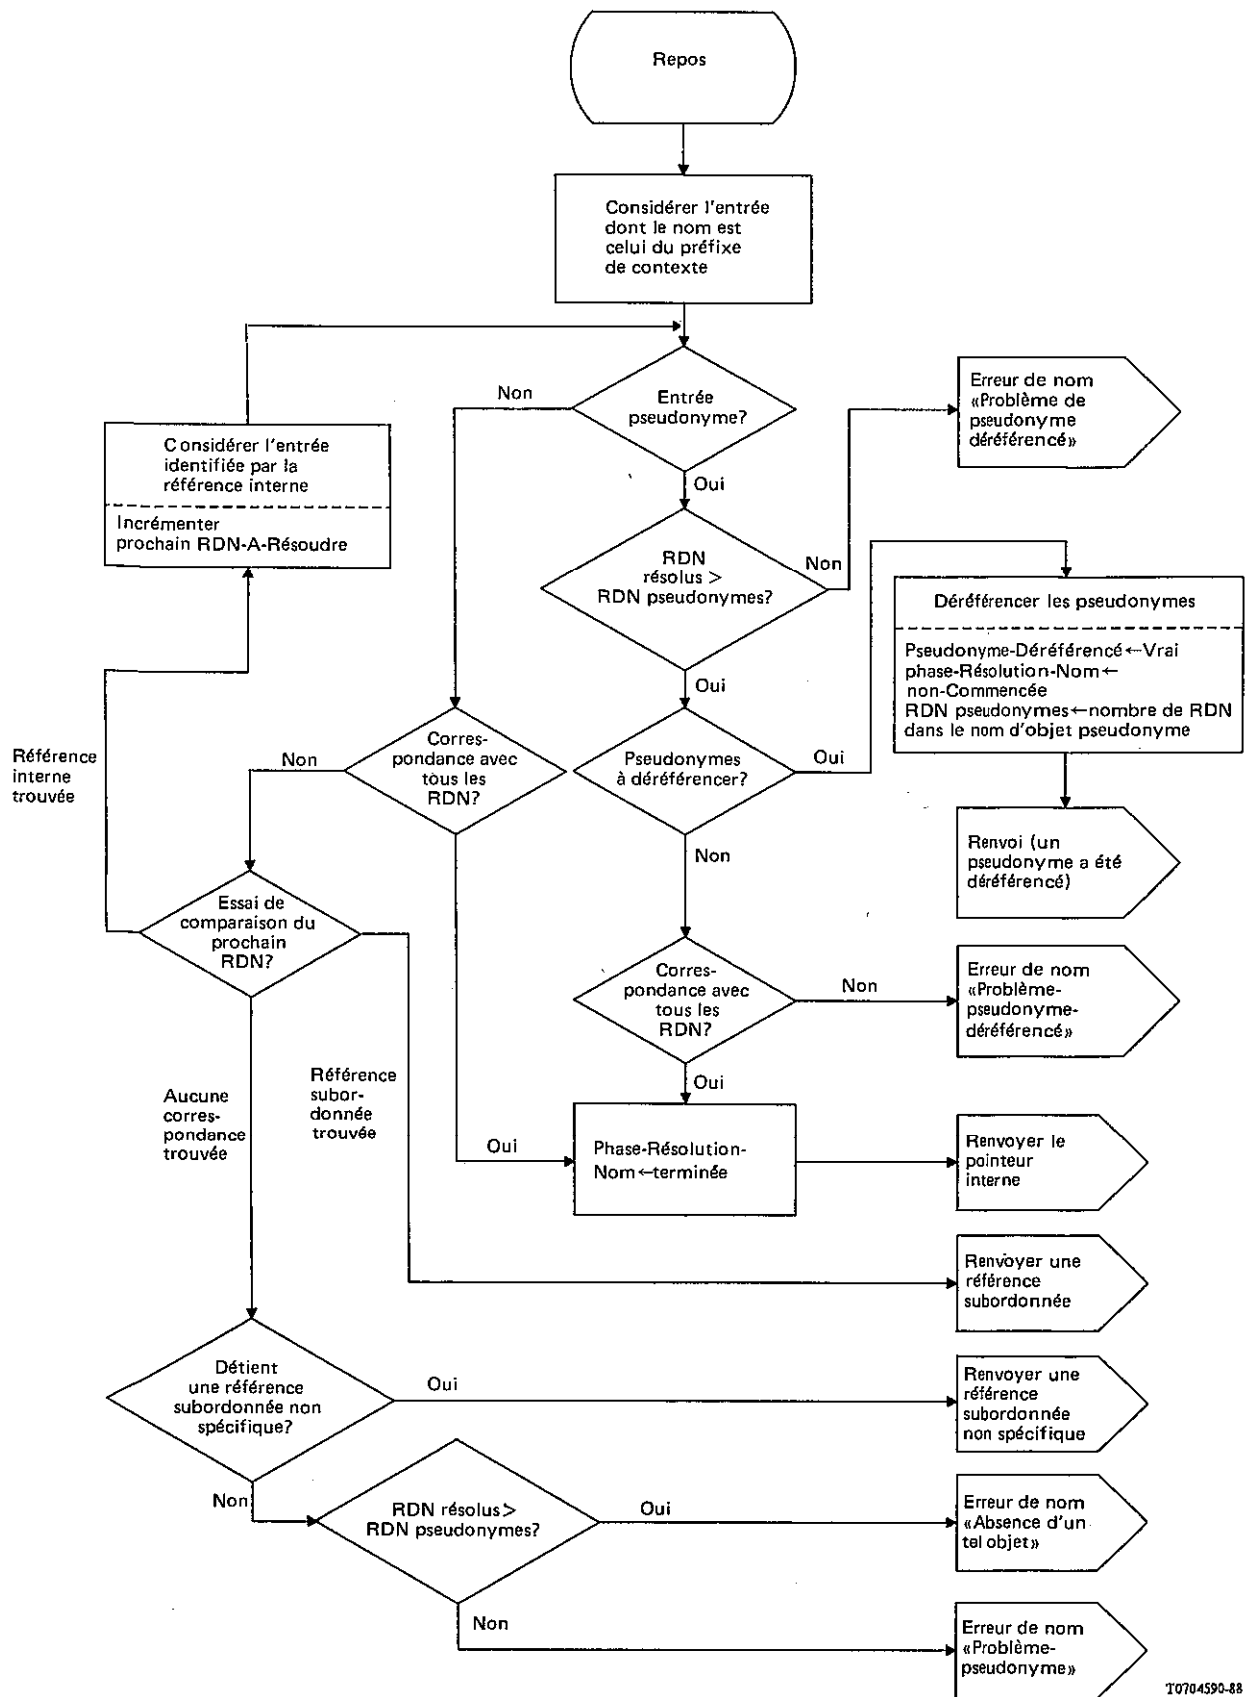 Repos
Considérer l'entrée
dont le nom est
celui du préfixe
de contexte
Non
Entrée
pseudonyme?
Erreur de nom
«Problème de
pseudonyme
déréférencé»
Considérer l'entrée
identifiée par la
référence interne
Incrémenter
prochain RDN-A-Résoudre
Oui
RDN
résolus >
RDN pseudonymes?
Non
Déréférencer les pseudonymes
Pseudonyme-Déréférencé←Vrai
phase-Résolution-Nom←
non-Commencée
RDN pseudonymes←nombre de RDN
dans le nom d'objet pseudonyme
Oui
Référence
interne
trouvée
Non
Corres-
pondance avec
tous les
RDN?
Pseudonymes
à déréférencer?
Oui
Renvoi (un
pseudonyme a été
déréférencé)
Non
Essai de
comparaison du
prochain
RDN?
Corres-
pondance avec
tous les
RDN?
Non
Erreur de nom
«Problème-
pseudonyme-
déréférencé»
Aucune
corres-
pondance
trouvée
Référence
subor-
donnée
trouvée
Oui
Oui
Phase-Résolution-
Nom←terminée
Renvoyer le
pointeur
interne
Renvoyer une
référence
subordonnée
Détient
une référence
subordonnée non
spécifique?
Oui
Renvoyer une
référence
subordonnée
non spécifique
Non
RDN résolus >
RDN pseudonymes?
Oui
Erreur de nom
«Absence d'un
tel objet»
Non
Erreur de nom
«Problème-
pseudonyme»
T0704590-88